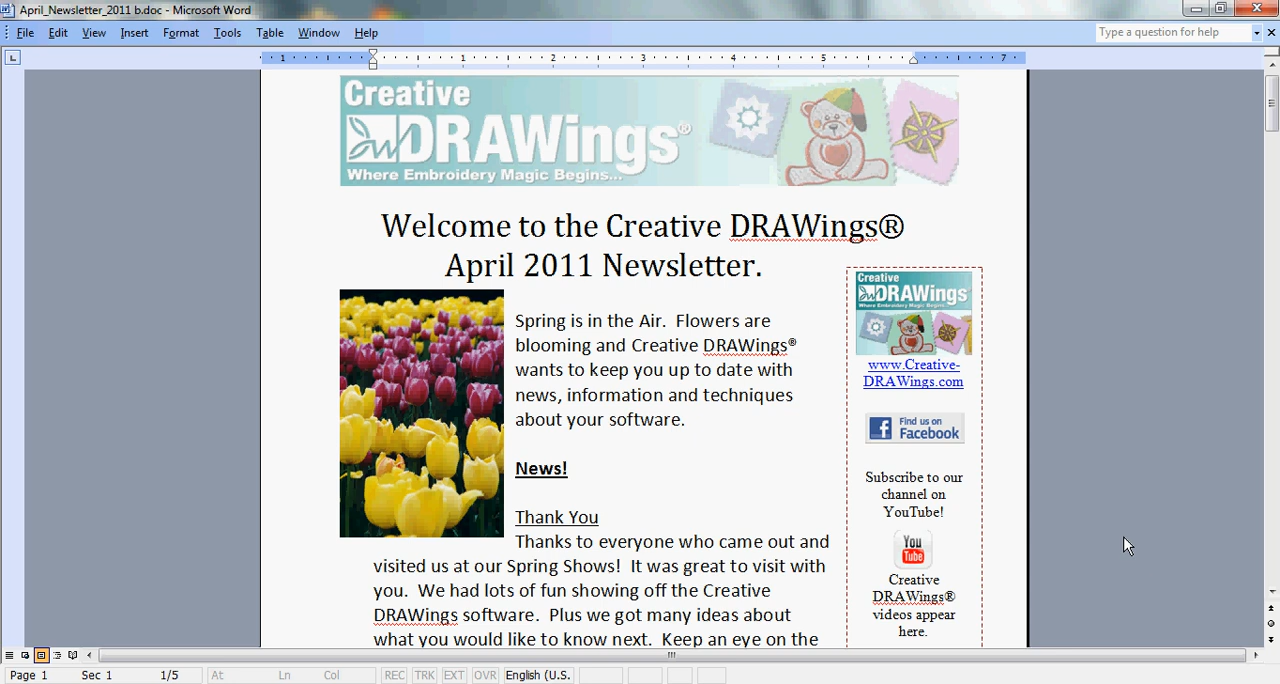 April_Newsletter_2011 b.doc - Microsoft Word
File Edit View Insert Format Tools Table Window Help
Type a question for help
1 1 2 3 4 5 7
Creative
DRAWings®
Where Embroidery Magic Begins...
Welcome to the Creative DRAWings®
April 2011 Newsletter.
Spring is in the Air.  Flowers are
blooming and Creative DRAWings®
wants to keep you up to date with
news, information and techniques
about your software.
News!
Thank You
Thanks to everyone who came out and
visited us at our Spring Shows!  It was great to visit with
you.  We had lots of fun showing off the Creative
DRAWings software.  Plus we got many ideas about
what you would like to know next.  Keep an eye on the
Creative
DRAWings
Where Embroidery Magic Begins...
www.Creative-
DRAWings.com
Find us on
Facebook
Subscribe to our
channel on
YouTube!
You
Tube
Creative
DRAWings®
videos appear
here.
Page 1 Sec 1 1/5 At Ln Col REC TRK EXT OVR English (U.S.